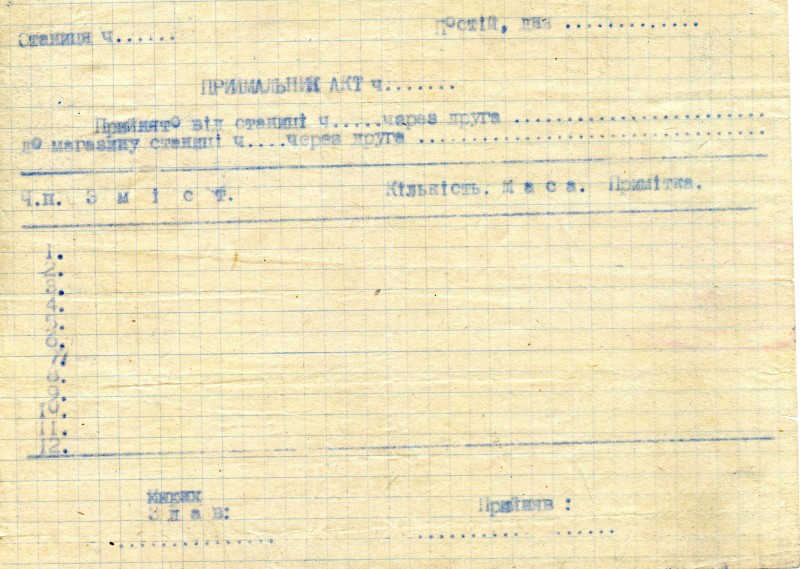 Станиця ч...... Постій, дня .............
ПРИЙМАЛЬНИЙ АКТ ч.......
Прийнято від станиці ч.....через друга ........................
до магазину станиці ч....через друга ................................
Ч.п. З м і с т. Кількість. М а с а. Примітка.
1.
2.
3.
4.
5.
6.
7.
8.
9.
10.
11.
12.
З д а в: Прийняв :
............... ........... ......